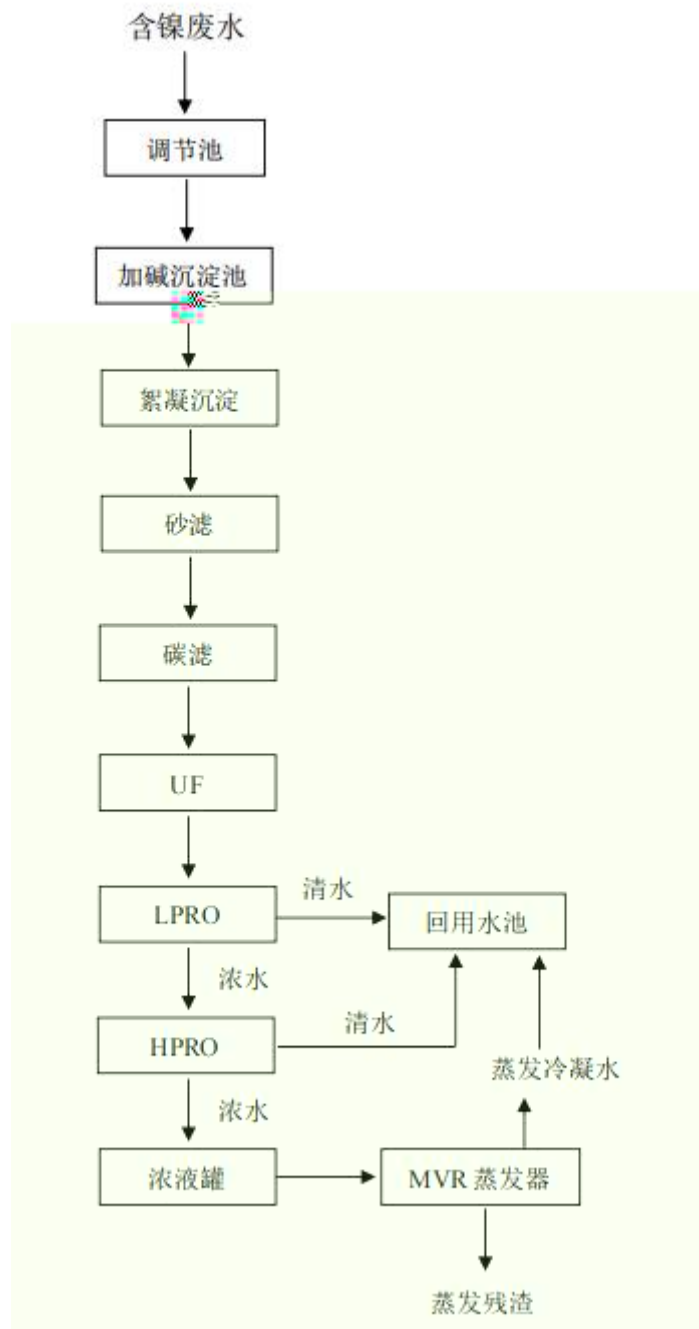 含镍废水
调节池
加碱沉淀池
絮凝沉淀
砂滤
碳滤
UF
LPRO
清水
回用水池
浓水
HPRO
清水
蒸发冷凝水
浓水
浓液罐
MVR 蒸发器
蒸发残渣